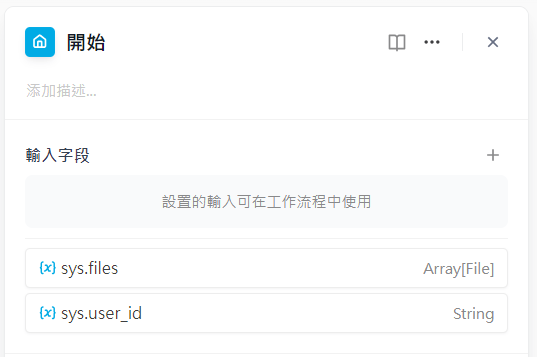 開始
添加描述...
輸入字段
設置的輸入可在工作流程中使用
{x} sys.files Array[File]
{x} sys.user_id String